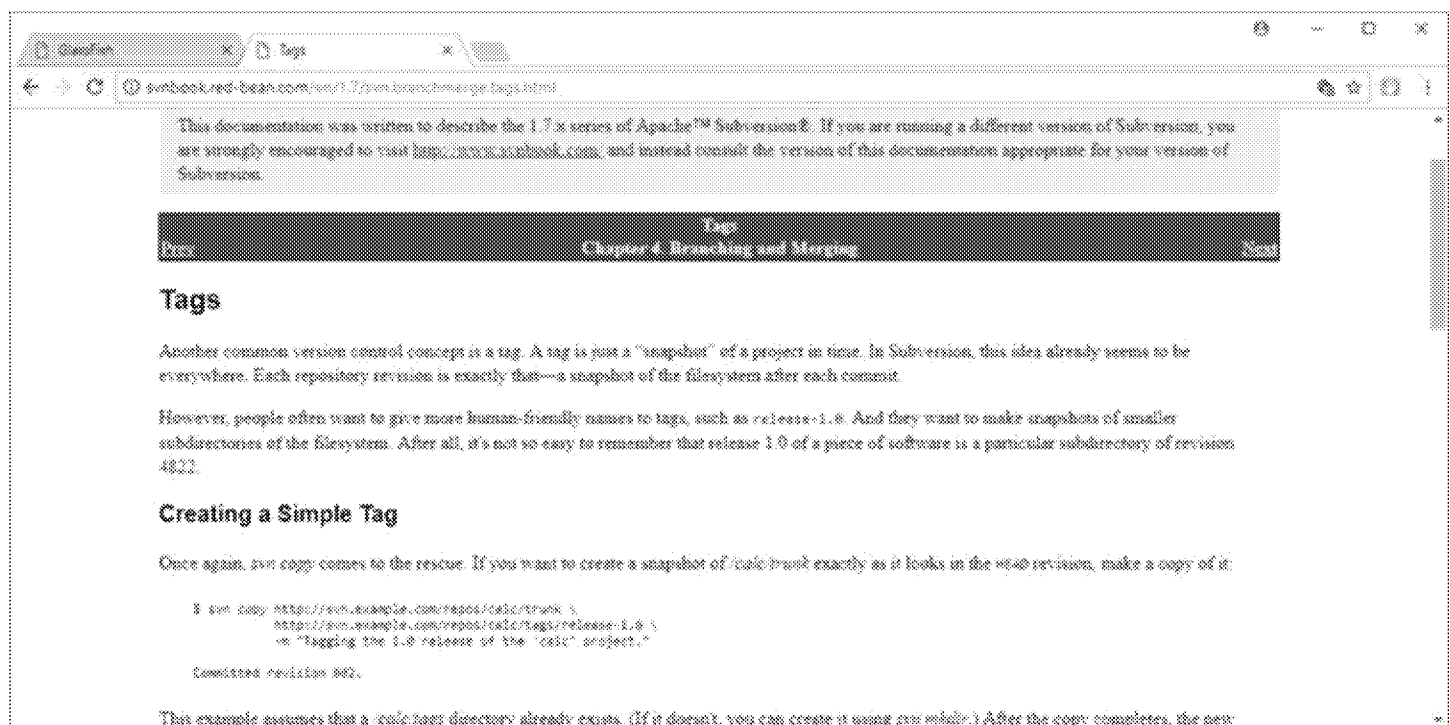 Tags
svnbook.red-bean.com/en/1.7/svn.branchmerge.tags.html
This documentation was written to describe the 1.7.x series of Apache™ Subversion®. If you are running a different version of Subversion, you
are strongly encouraged to visit http://www.svnbook.com/ and instead consult the version of this documentation appropriate for your version of
Subversion.
Tags
Prev Chapter 4. Branching and Merging Next
Tags
Another common version control concept is a tag. A tag is just a “snapshot” of a project in time. In Subversion, this idea already seems to be
everywhere. Each repository revision is exactly that—a snapshot of the filesystem after each commit.
However, people often want to give more human-friendly names to tags, such as release-1.0. And they want to make snapshots of smaller
subdirectories of the filesystem. After all, it's not so easy to remember that release 1.0 of a piece of software is a particular subdirectory of revision
4822.
Creating a Simple Tag
Once again, svn copy comes to the rescue. If you want to create a snapshot of /calc/trunk exactly as it looks in the HEAD revision, make a copy of it:
$ svn copy http://svn.example.com/repos/calc/trunk \
http://svn.example.com/repos/calc/tags/release-1.0 \
-m "Tagging the 1.0 release of the 'calc' project."
Committed revision 902.
This example assumes that a /calc/tags directory already exists. (If it doesn't, you can create it using svn mkdir.) After the copy completes, the new